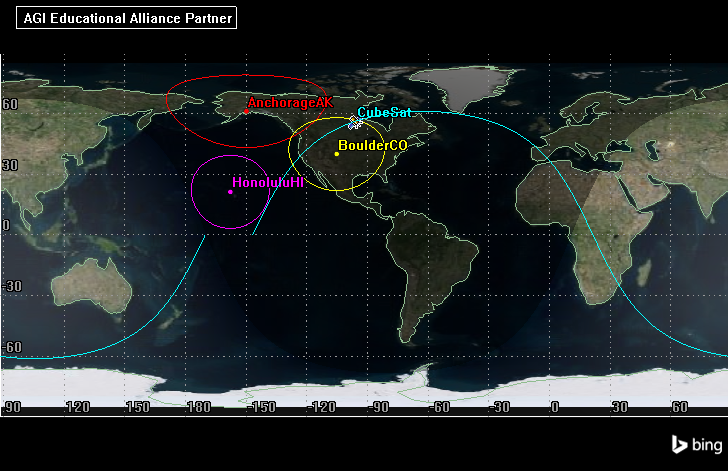 AGI Educational Alliance Partner
60
AnchorageAK
CubeSat
BoulderCO
30
HonoluluHI
0
-30
-60
-90 -150 180 -150 -120 -90 -60 -30 0 30 60
bing